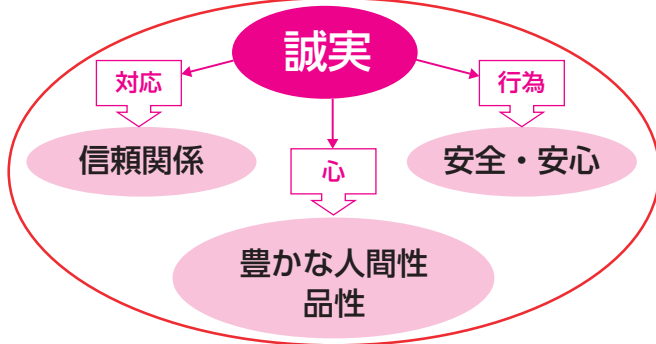 誠実
対応
行為
信頼関係
心
安全・安心
豊かな人間性
品性